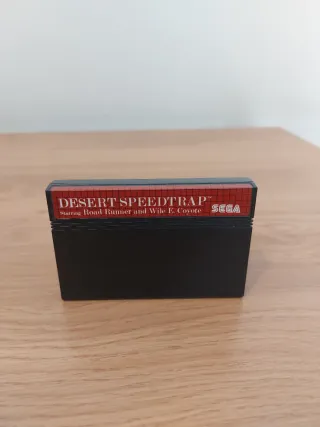 DESERT SPEEDTRAP™
Starring Road Runner and Wile E. Coyote
SEGA